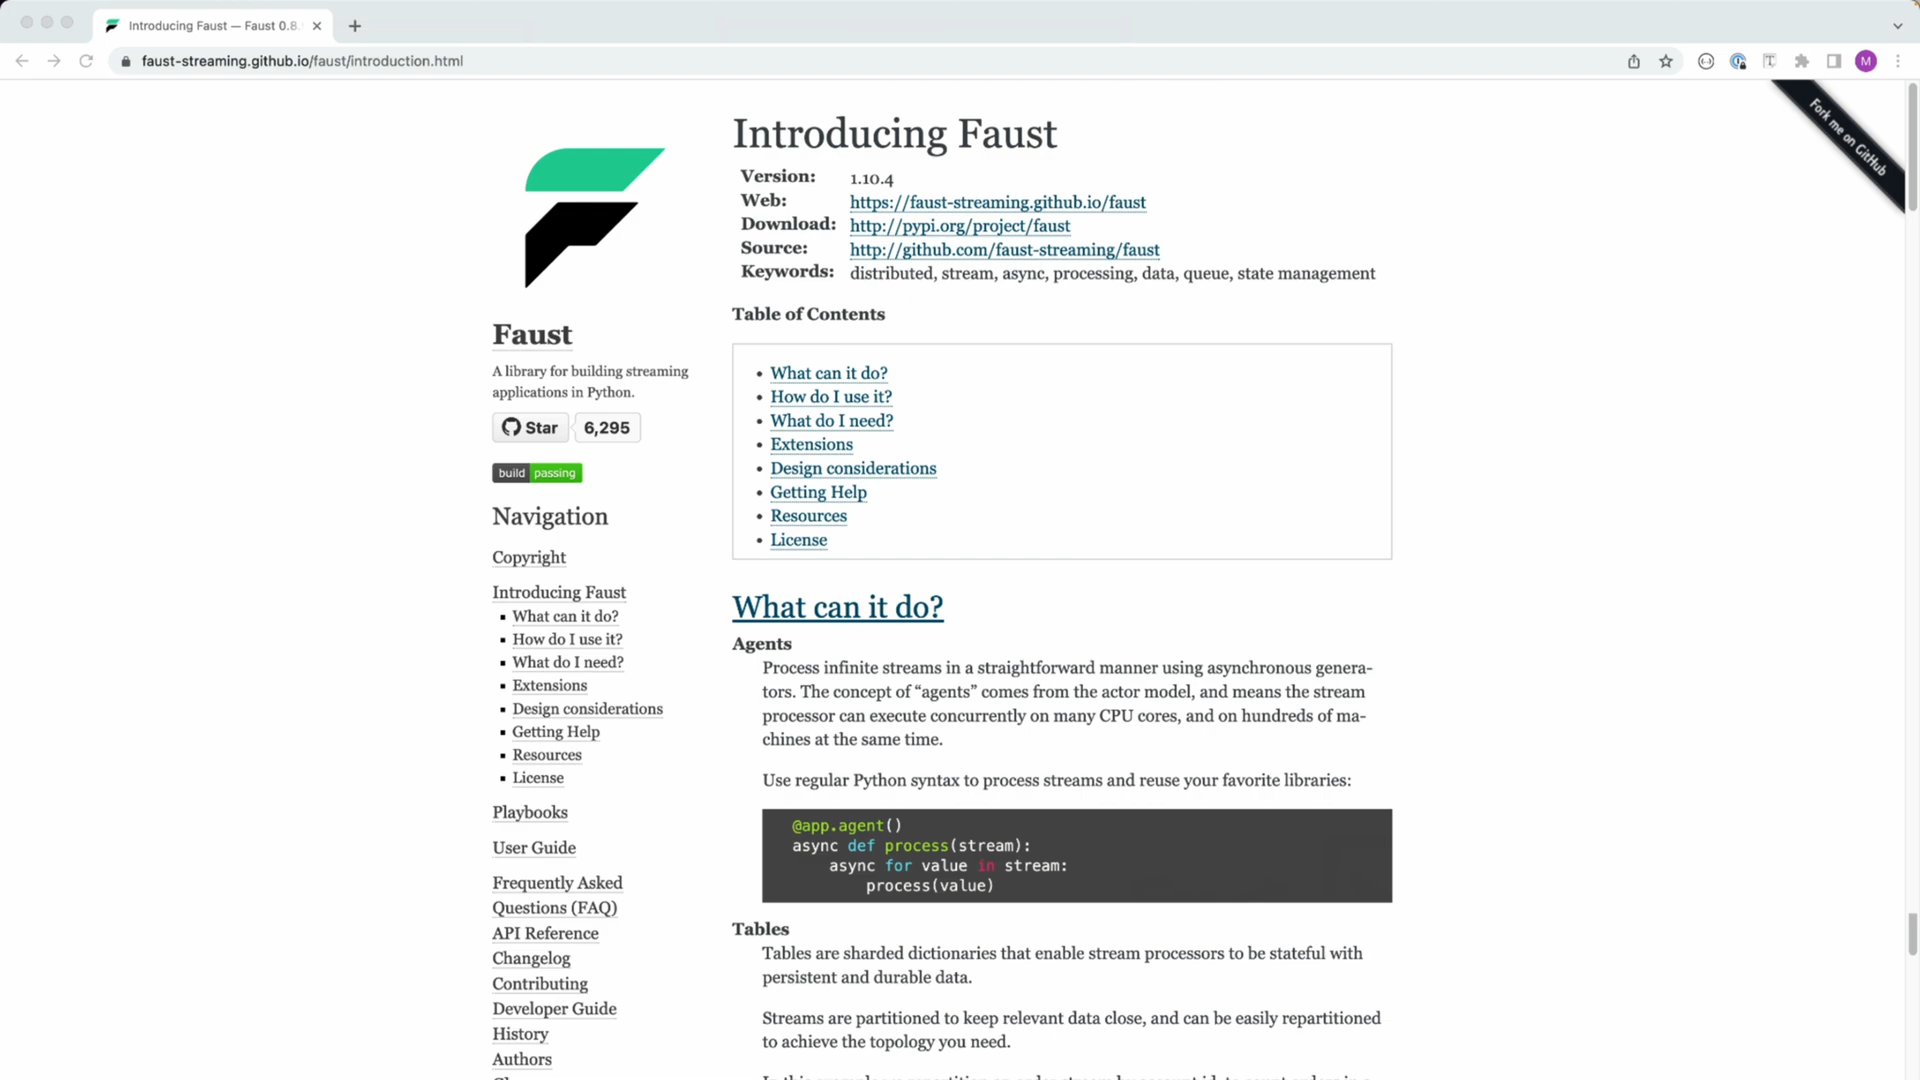 Introducing Faust — Faust 0.8.
faust-streaming.github.io/faust/introduction.html
M
Fork me on GitHub
Faust
A library for building streaming
applications in Python.
Star 6,295
build passing
Navigation
Copyright
Introducing Faust
▪ What can it do?
▪ How do I use it?
▪ What do I need?
▪ Extensions
▪ Design considerations
▪ Getting Help
▪ Resources
▪ License
Playbooks
User Guide
Frequently Asked
Questions (FAQ)
API Reference
Changelog
Contributing
Developer Guide
History
Authors
Introducing Faust
Version: 1.10.4
Web: https://faust-streaming.github.io/faust
Download: http://pypi.org/project/faust
Source: http://github.com/faust-streaming/faust
Keywords: distributed, stream, async, processing, data, queue, state management
Table of Contents
• What can it do?
• How do I use it?
• What do I need?
• Extensions
• Design considerations
• Getting Help
• Resources
• License
What can it do?
Agents
Process infinite streams in a straightforward manner using asynchronous genera-
tors. The concept of “agents” comes from the actor model, and means the stream
processor can execute concurrently on many CPU cores, and on hundreds of ma-
chines at the same time.
Use regular Python syntax to process streams and reuse your favorite libraries:
@app.agent()
async def process(stream):
    async for value in stream:
        process(value)
Tables
Tables are sharded dictionaries that enable stream processors to be stateful with
persistent and durable data.
Streams are partitioned to keep relevant data close, and can be easily repartitioned
to achieve the topology you need.